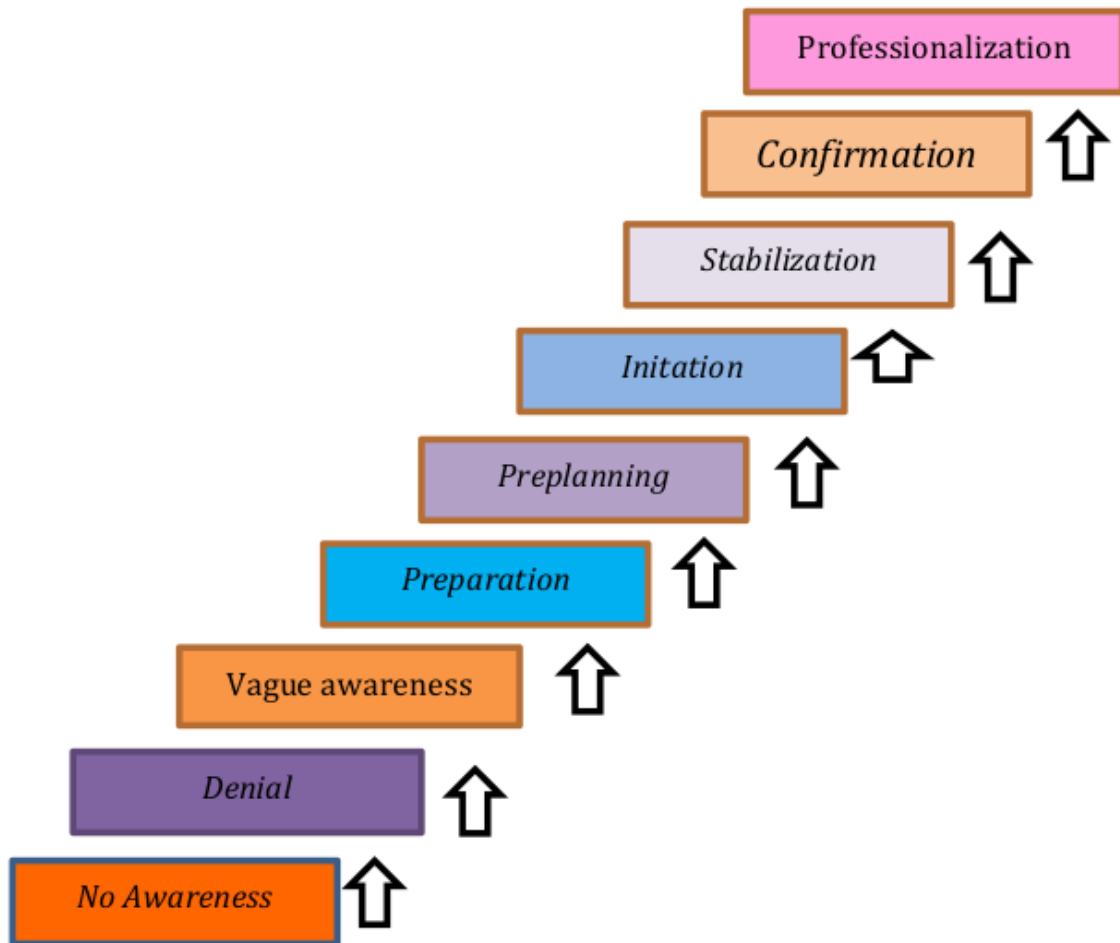 Professionalization
Confirmation
Stabilization
Initation
Preplanning
Preparation
Vague awareness
Denial
No Awareness